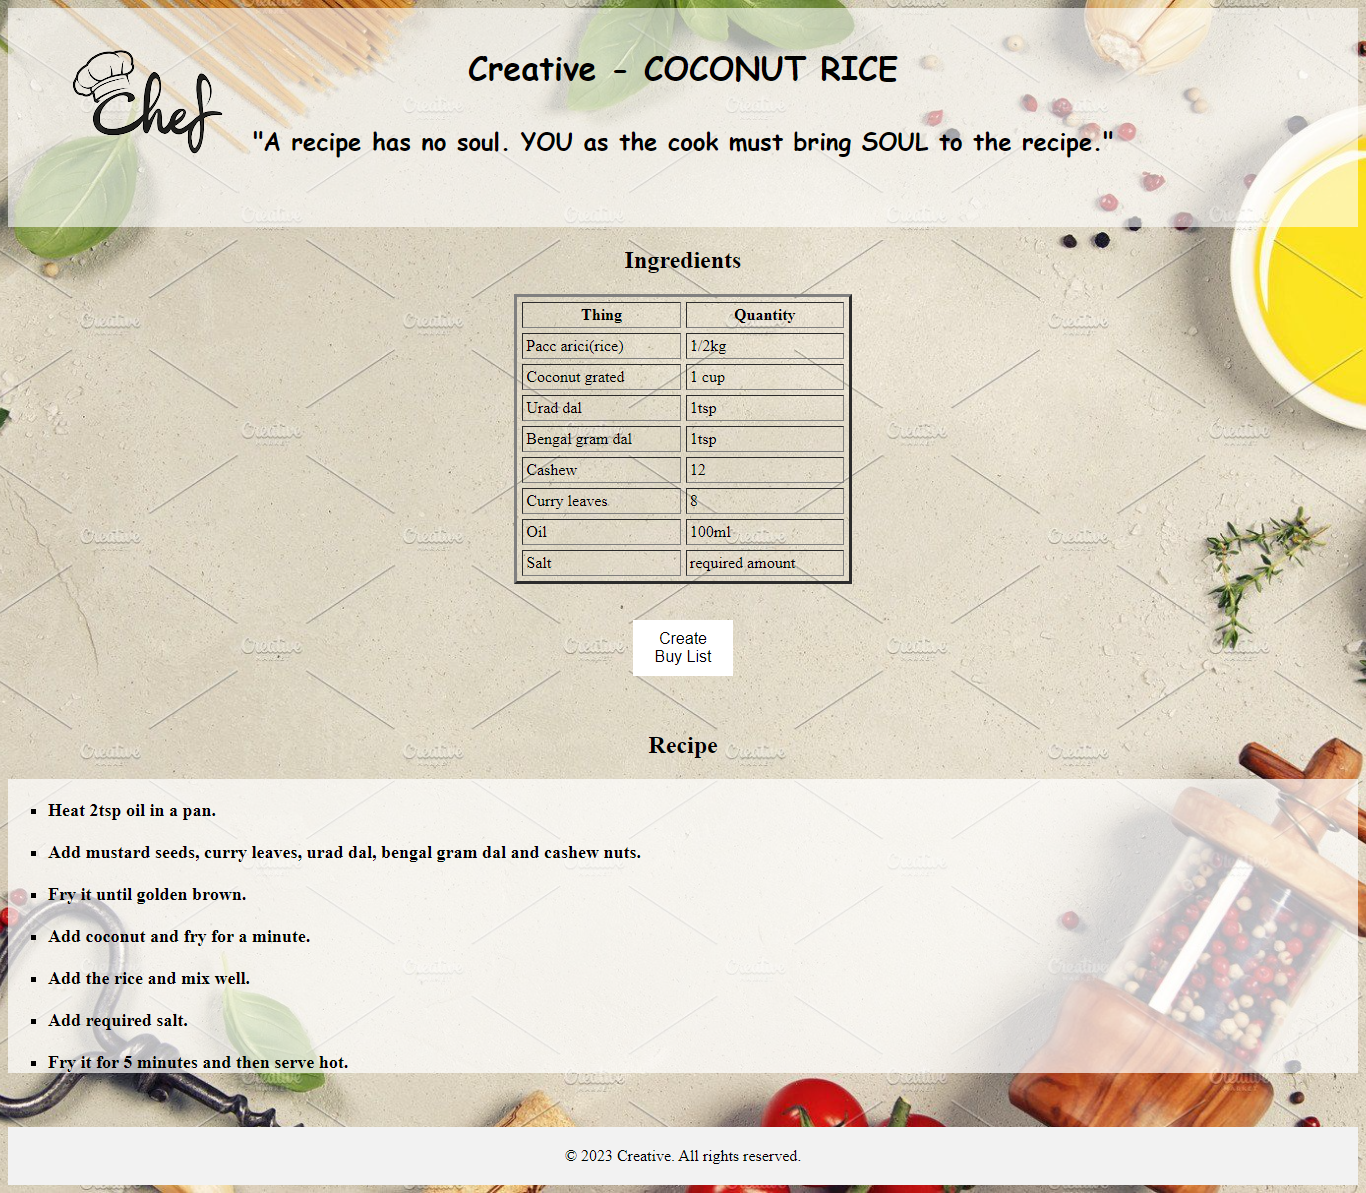 Chef
Creative - COCONUT RICE
"A recipe has no soul. YOU as the cook must bring SOUL to the recipe."
Ingredients
Thing Quantity
Pacc arici(rice) 1/2kg
Coconut grated 1 cup
Urad dal 1tsp
Bengal gram dal 1tsp
Cashew 12
Curry leaves 8
Oil 100ml
Salt required amount
Create
Buy List
Recipe
Heat 2tsp oil in a pan.
Add mustard seeds, curry leaves, urad dal, bengal gram dal and cashew nuts.
Fry it until golden brown.
Add coconut and fry for a minute.
Add the rice and mix well.
Add required salt.
Fry it for 5 minutes and then serve hot.
© 2023 Creative. All rights reserved.